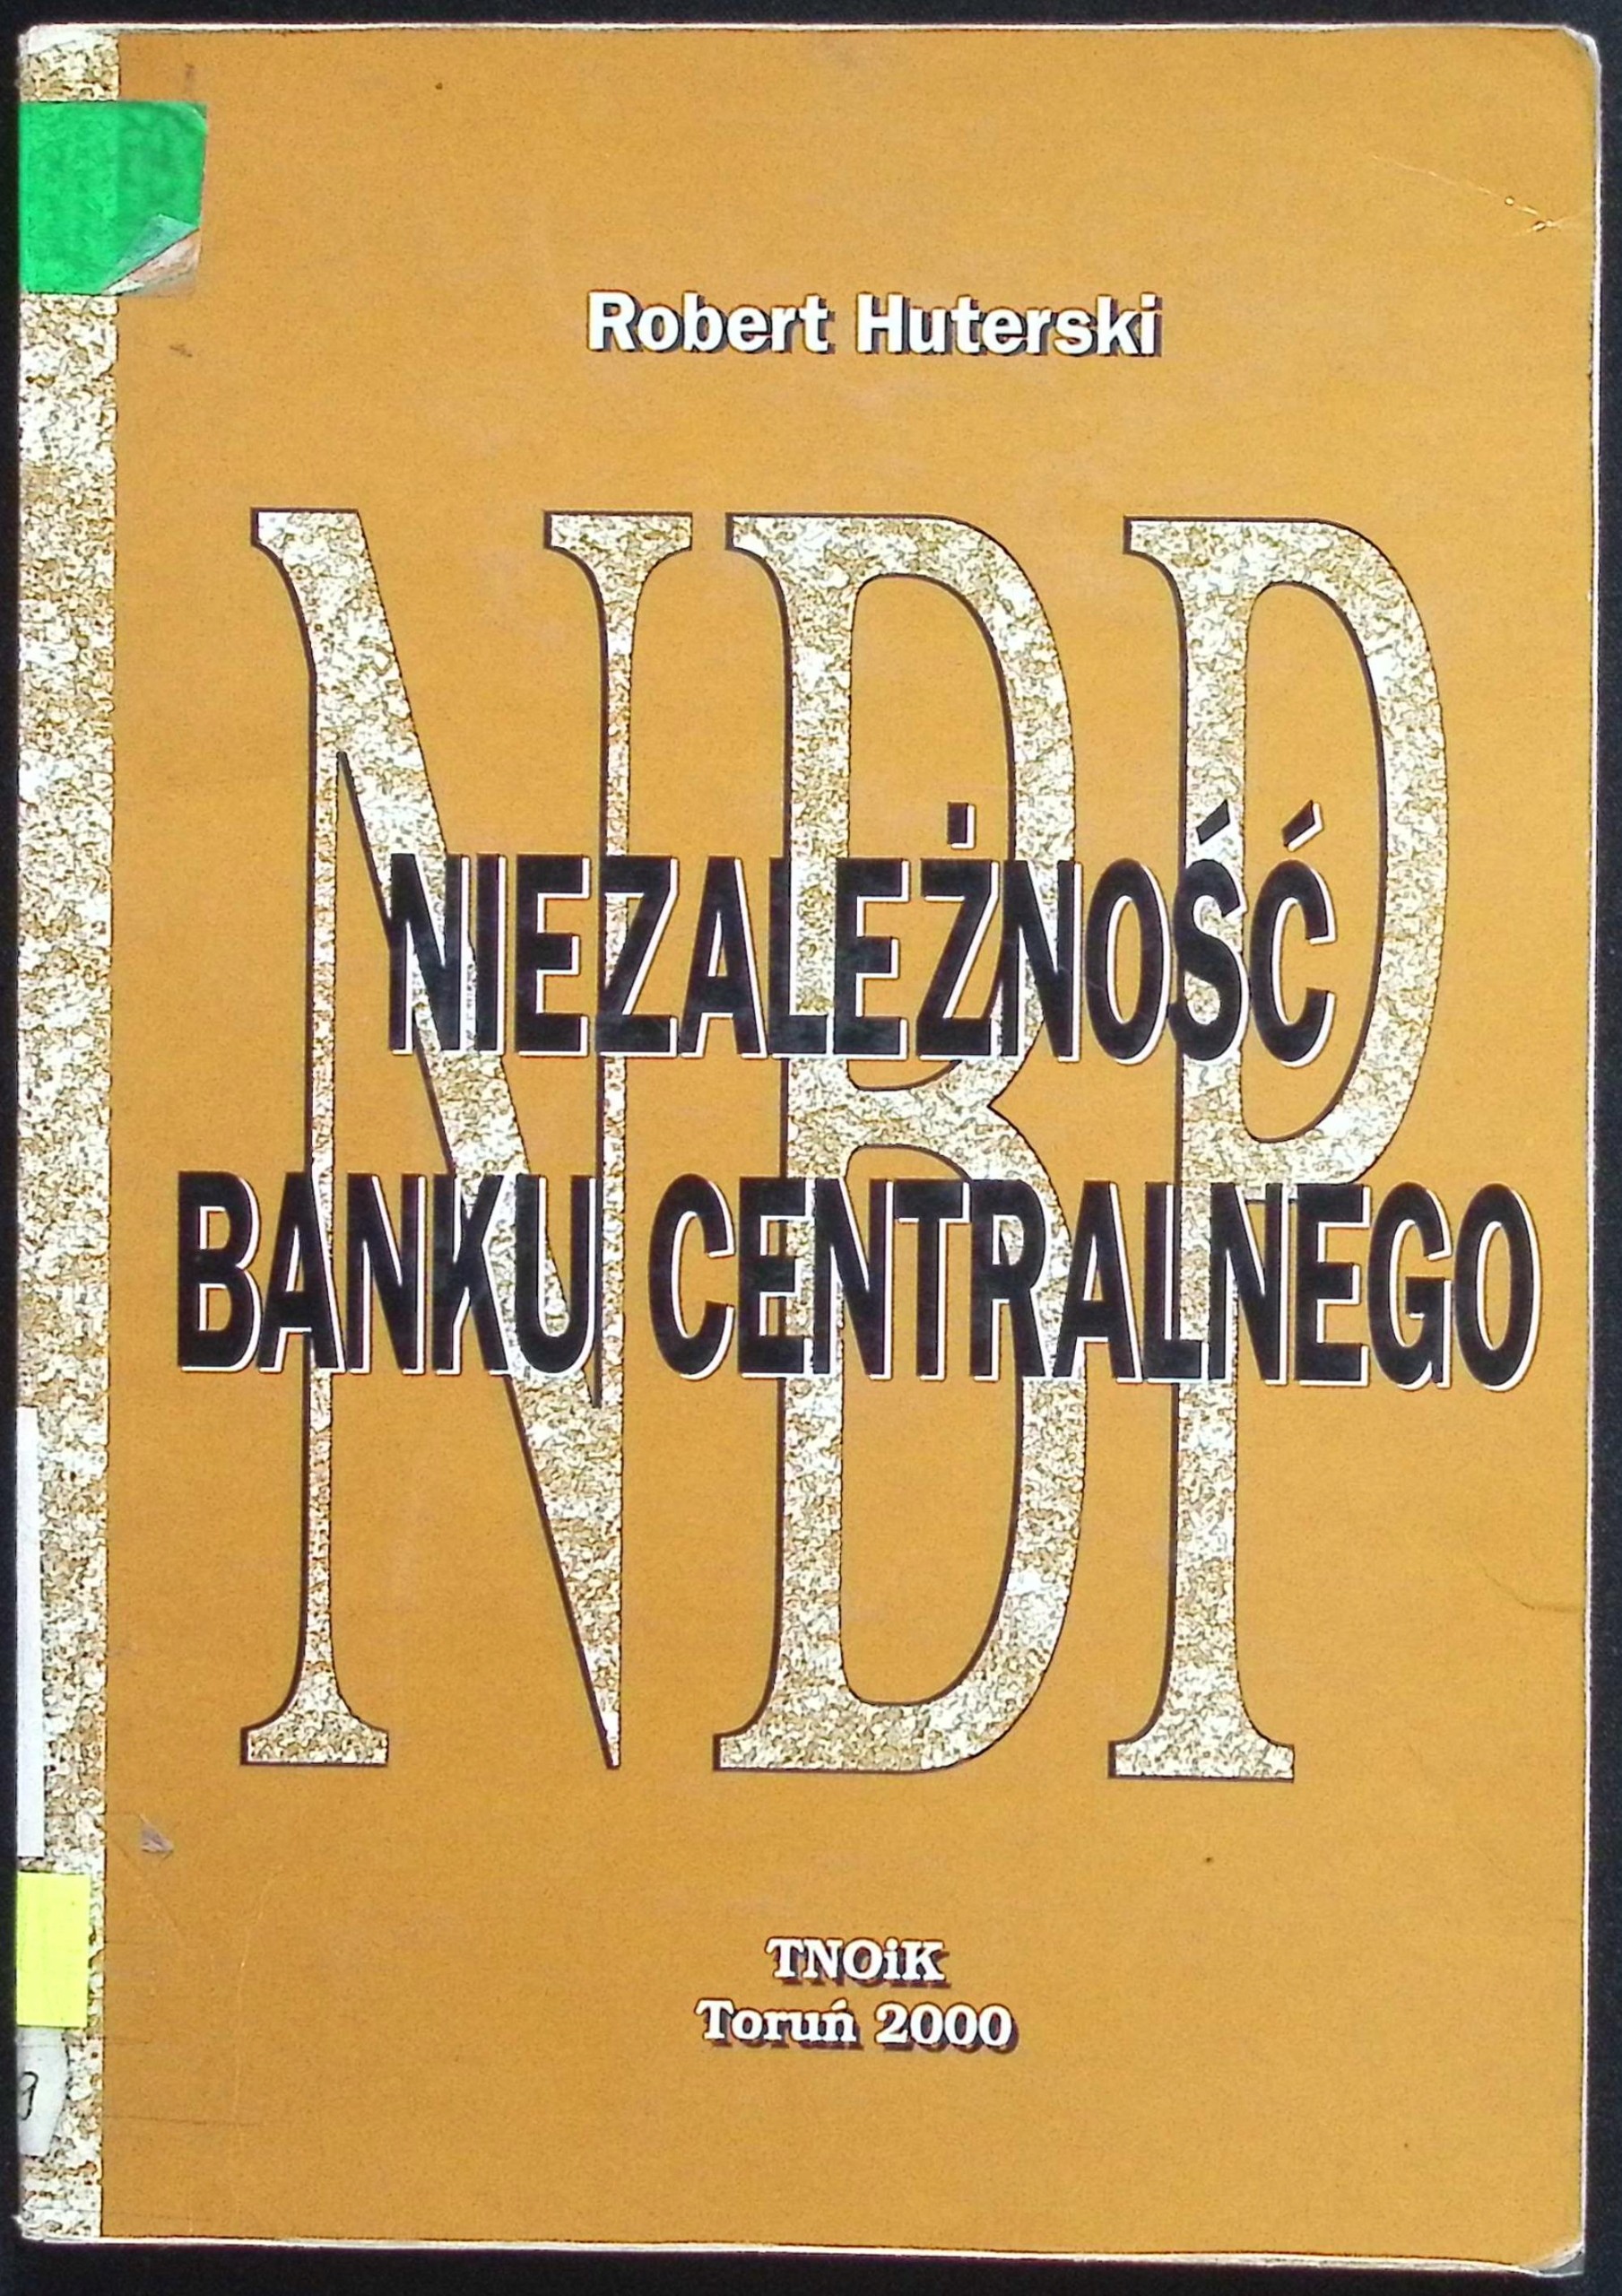 Robert Huterski
NBP
NIEZALEŻNOŚĆ
BANKU CENTRALNEGO
TNOiK
Toruń 2000